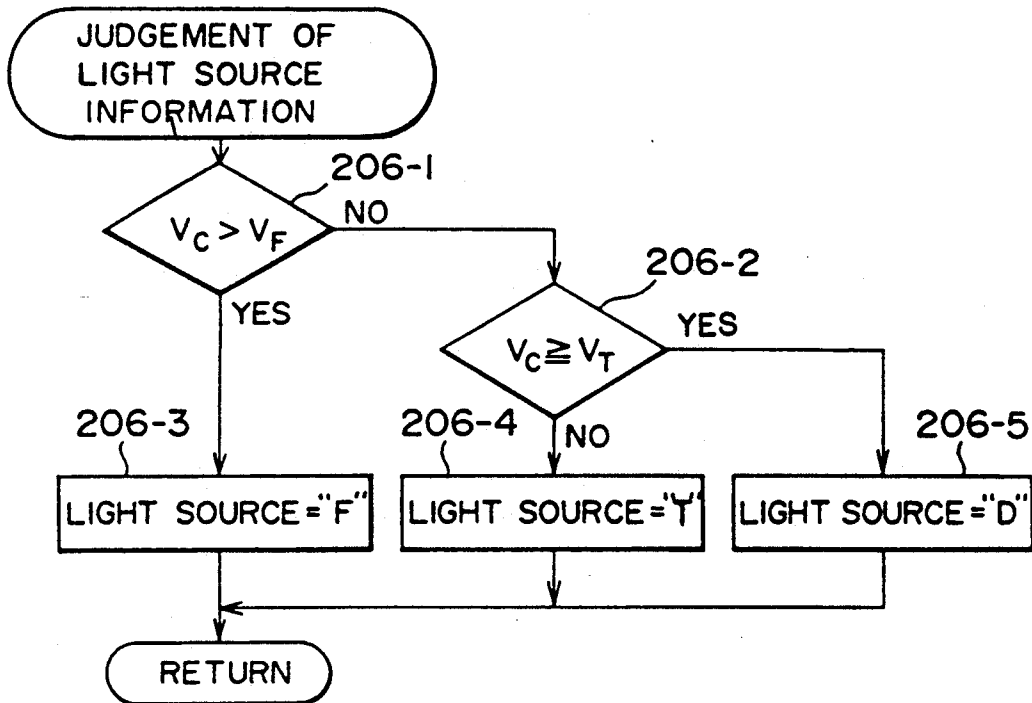 JUDGEMENT OF
LIGHT SOURCE
INFORMATION
206-1
V_C > V_F
NO
YES
206-2
V_C ≧ V_T
YES
NO
206-3
LIGHT SOURCE="F"
206-4
LIGHT SOURCE="T"
206-5
LIGHT SOURCE="D"
RETURN